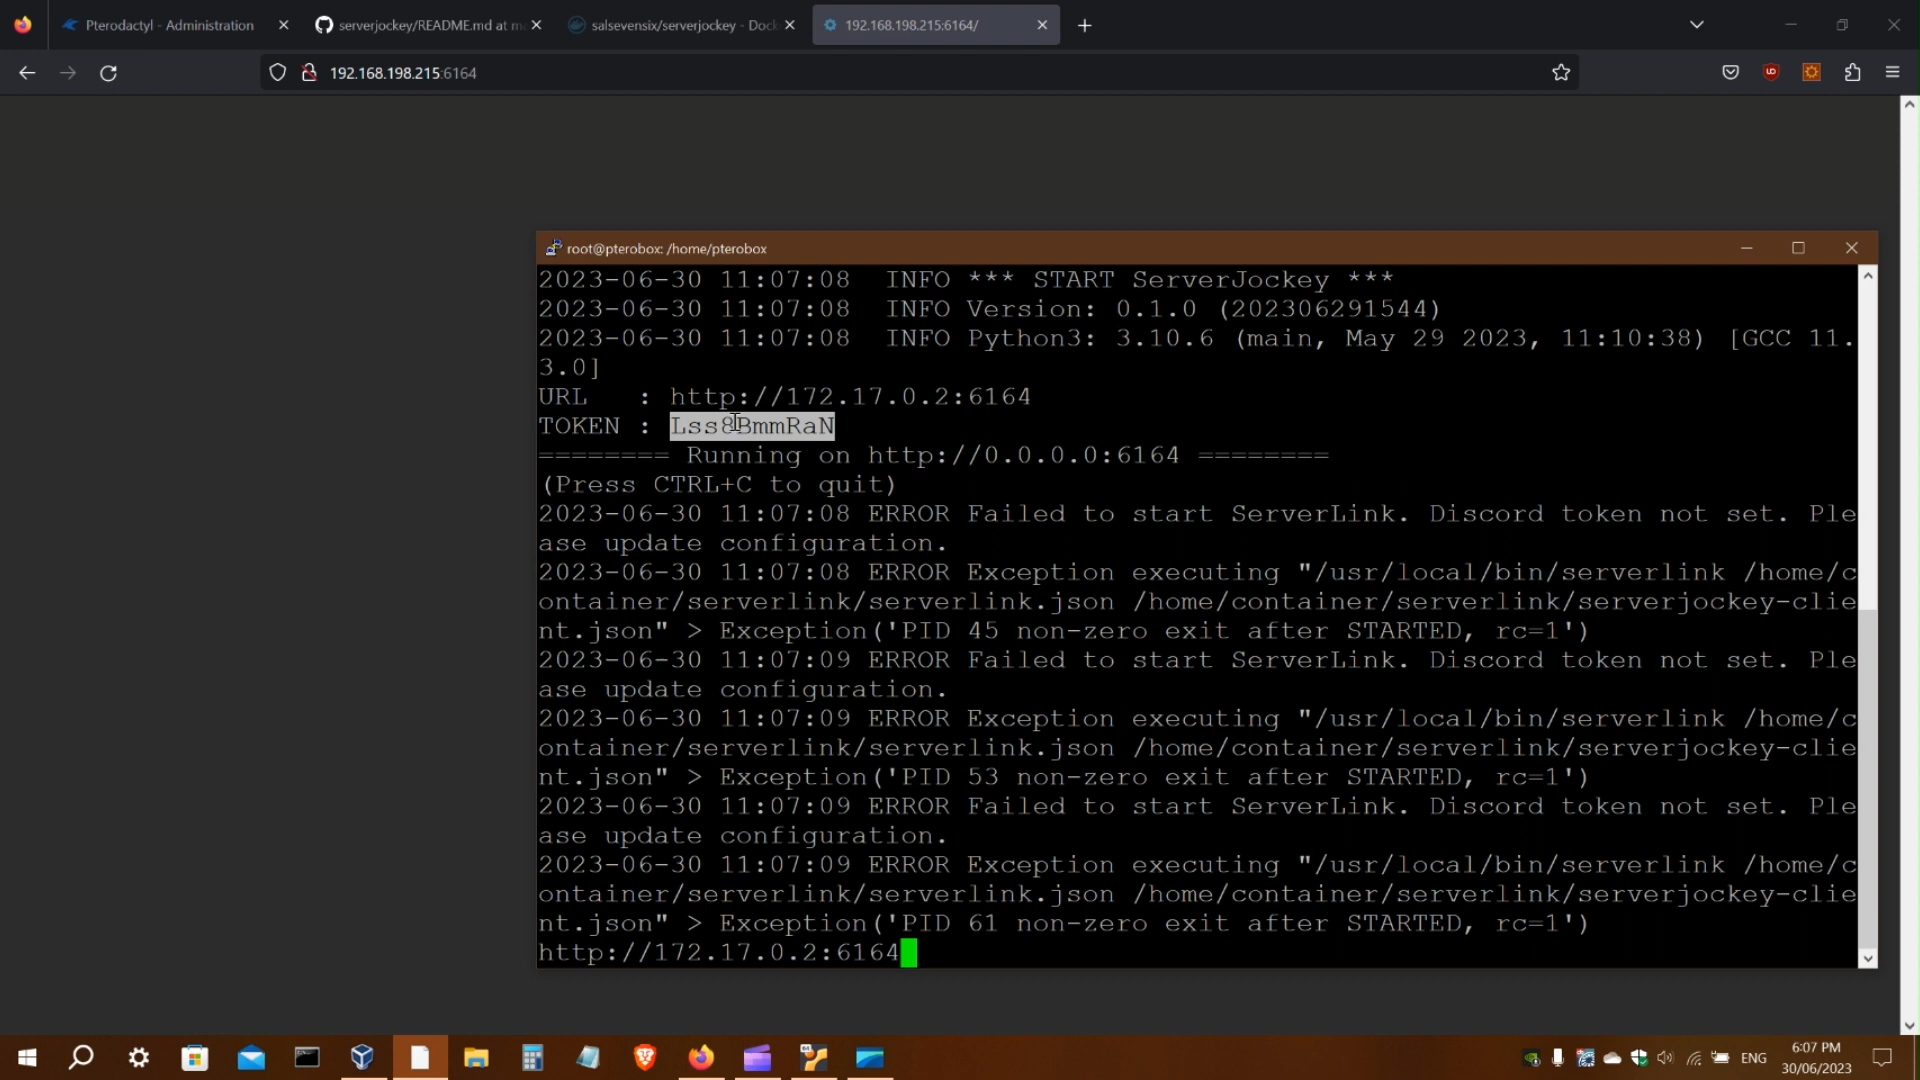 Pterodactyl - Administration
serverjockey/README.md at ma
salsevensix/serverjockey - Dock
192.168.198.215:6164/
192.168.198.215:6164
root@pterobox: /home/pterobox
2023-06-30 11:07:08  INFO *** START ServerJockey ***
2023-06-30 11:07:08  INFO Version: 0.1.0 (202306291544)
2023-06-30 11:07:08  INFO Python3: 3.10.6 (main, May 29 2023, 11:10:38) [GCC 11.
3.0]
URL   : http://172.17.0.2:6164
TOKEN : Lss8BmmRaN
======== Running on http://0.0.0.0:6164 ========
(Press CTRL+C to quit)
2023-06-30 11:07:08 ERROR Failed to start ServerLink. Discord token not set. Ple
ase update configuration.
2023-06-30 11:07:08 ERROR Exception executing "/usr/local/bin/serverlink /home/c
ontainer/serverlink/serverlink.json /home/container/serverlink/serverjockey-clie
nt.json" > Exception('PID 45 non-zero exit after STARTED, rc=1')
2023-06-30 11:07:09 ERROR Failed to start ServerLink. Discord token not set. Ple
ase update configuration.
2023-06-30 11:07:09 ERROR Exception executing "/usr/local/bin/serverlink /home/c
ontainer/serverlink/serverlink.json /home/container/serverlink/serverjockey-clie
nt.json" > Exception('PID 53 non-zero exit after STARTED, rc=1')
2023-06-30 11:07:09 ERROR Failed to start ServerLink. Discord token not set. Ple
ase update configuration.
2023-06-30 11:07:09 ERROR Exception executing "/usr/local/bin/serverlink /home/c
ontainer/serverlink/serverlink.json /home/container/serverlink/serverjockey-clie
nt.json" > Exception('PID 61 non-zero exit after STARTED, rc=1')
http://172.17.0.2:6164
ENG
6:07 PM
30/06/2023